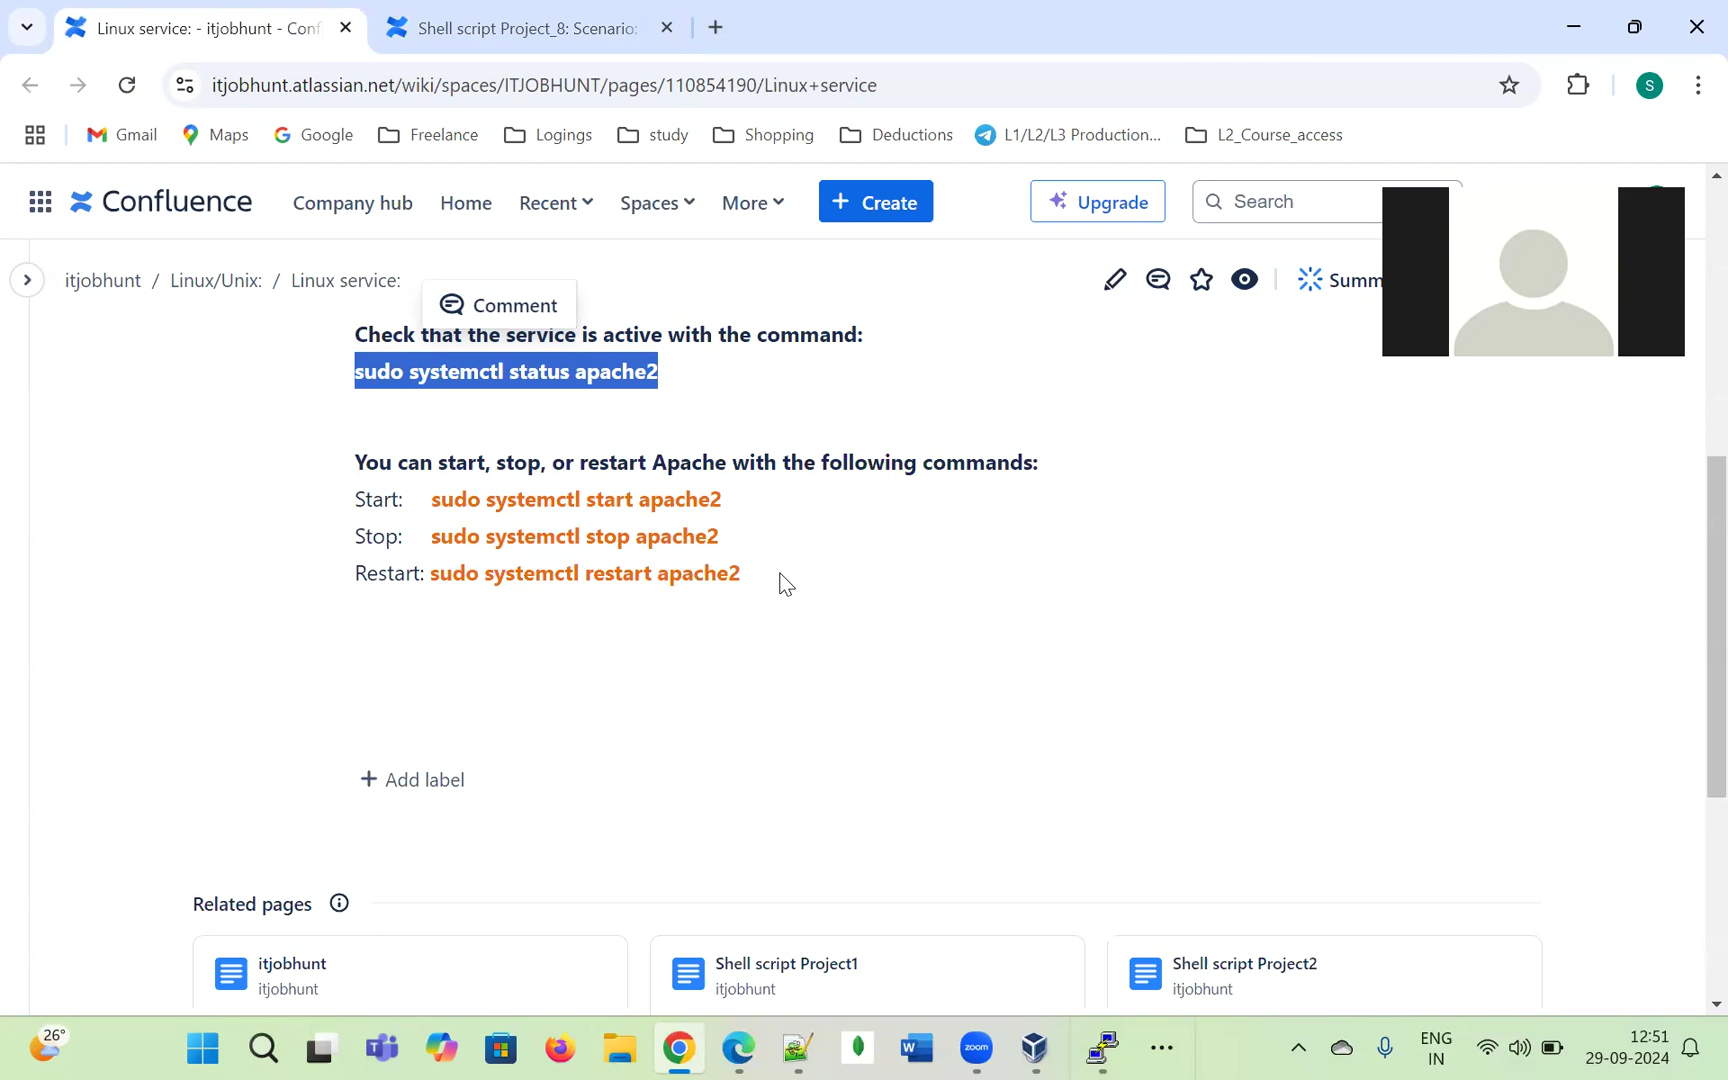 Linux service: - itjobhunt - Conf
Shell script Project_8: Scenario:
itjobhunt.atlassian.net/wiki/spaces/ITJOBHUNT/pages/110854190/Linux+service
S
Gmail
Maps
Google
Freelance
Logings
study
Shopping
Deductions
L1/L2/L3 Production...
L2_Course_access
Confluence
Company hub
Home
Recent
Spaces
More
+ Create
Upgrade
Search
itjobhunt / Linux/Unix: / Linux service:
Summ
Comment
Check that the service is active with the command:
sudo systemctl status apache2
You can start, stop, or restart Apache with the following commands:
Start: sudo systemctl start apache2
Stop: sudo systemctl stop apache2
Restart: sudo systemctl restart apache2
+ Add label
Related pages
itjobhunt
itjobhunt
Shell script Project1
itjobhunt
Shell script Project2
itjobhunt
26°
zoom
ENG
IN
12:51
29-09-2024